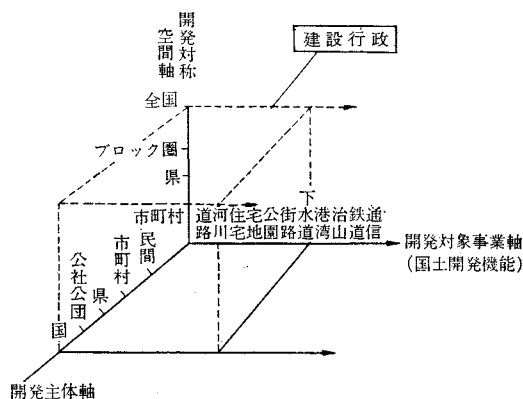 開発対称
空間軸
建設行政
全国
ブロック圏
県
市町村
道路
河川
住宅
宅地
公園
街路
下水道
港湾
治山
鉄道
通信
開発対象事業軸
(国土開発機能)
民間
市町村
県
公社公団
国
開発主体軸